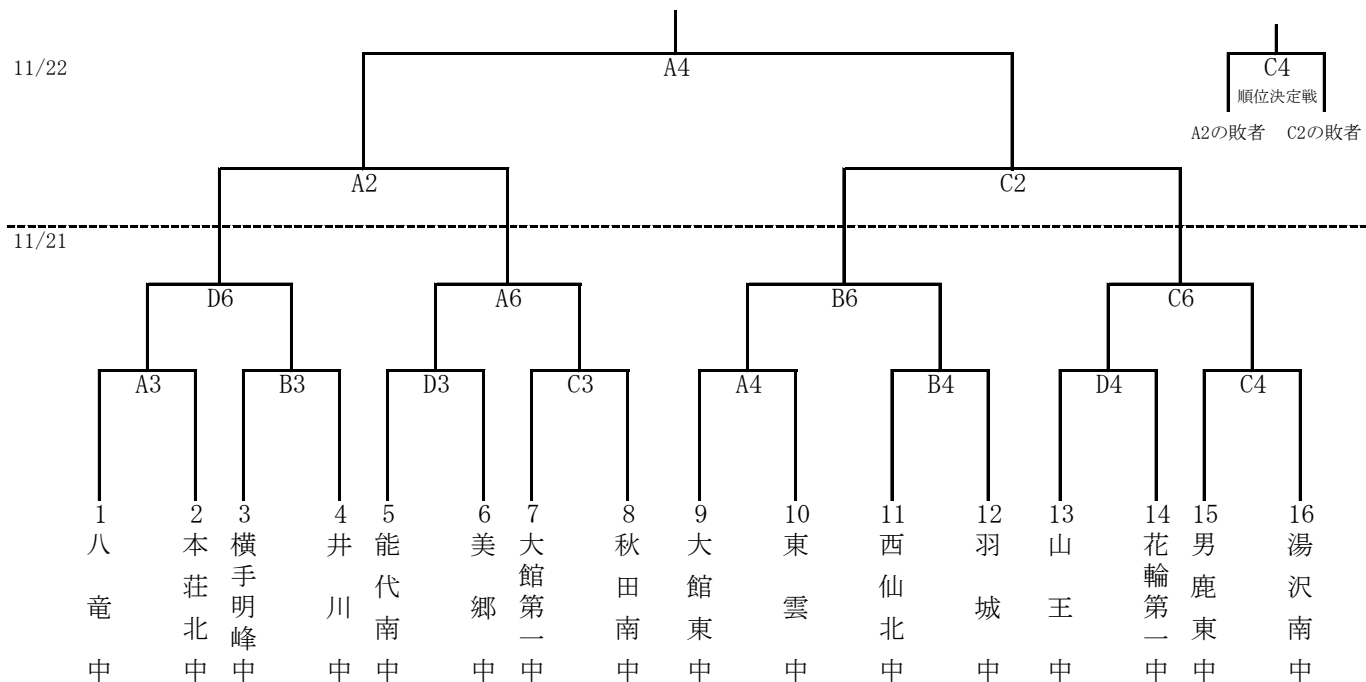 11/22
A4
C4
順位決定戦
A2の敗者 C2の敗者
A2 C2
11/21
D6 A6 B6 C6
A3 B3 D3 C3 A4 B4 D4 C4
1 2 3 4 5 6 7 8 9 10 11 12 13 14 15 16
八竜中
本荘北中
横手明峰中
井川中
能代南中
美郷中
大館第一中
秋田南中
大館東中
東雲中
西仙北中
羽城中
山王中
花輪第一中
男鹿東中
湯沢南中